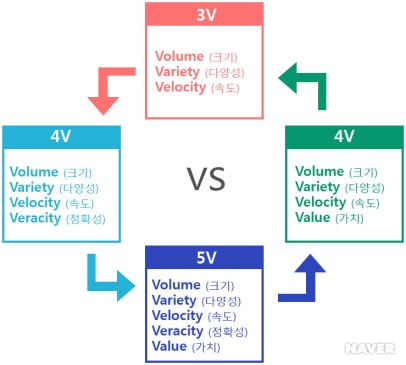 3V
Volume (크기)
Variety (다양성)
Velocity (속도)
4V
Volume (크기)
Variety (다양성)
Velocity (속도)
Veracity (정확성)
VS
4V
Volume (크기)
Variety (다양성)
Velocity (속도)
Value (가치)
5V
Volume (크기)
Variety (다양성)
Velocity (속도)
Veracity (정확성)
Value (가치)
NAVER